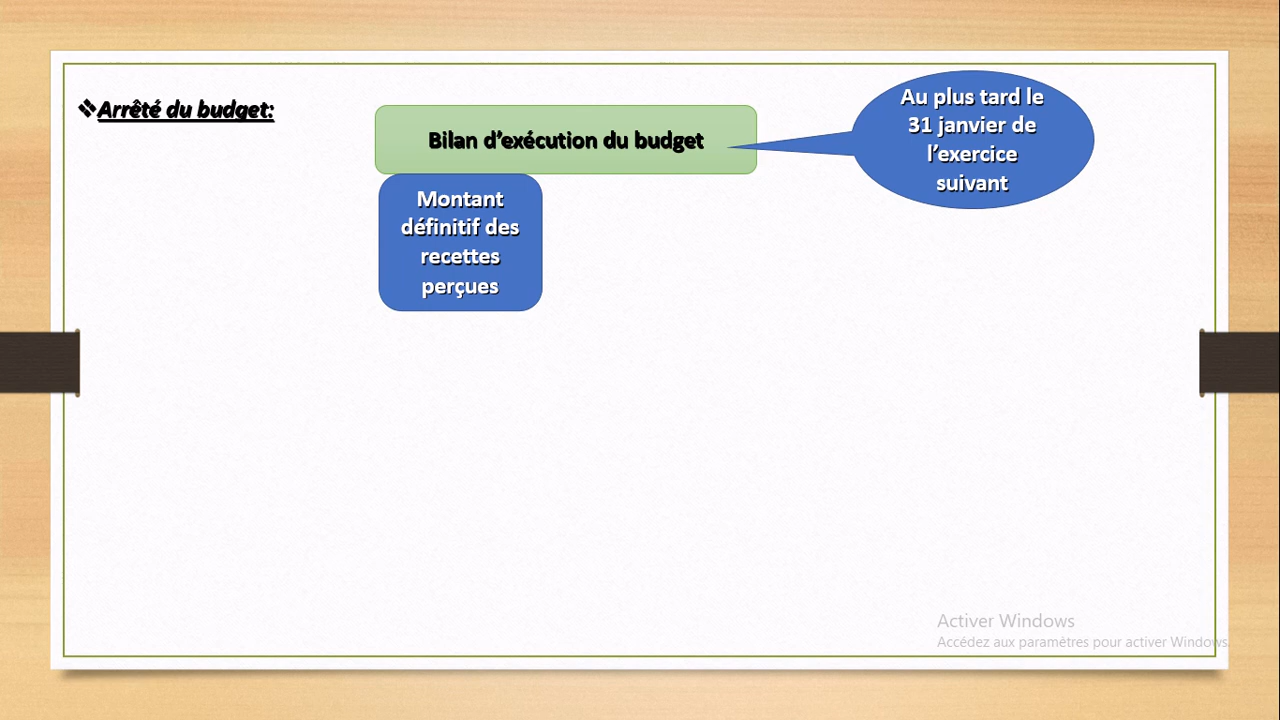 ❖Arrêté du budget:
Bilan d’exécution du budget
Au plus tard le
31 janvier de
l’exercice
suivant
Montant
définitif des
recettes
perçues
Activer Windows
Accédez aux paramètres pour activer Windows.